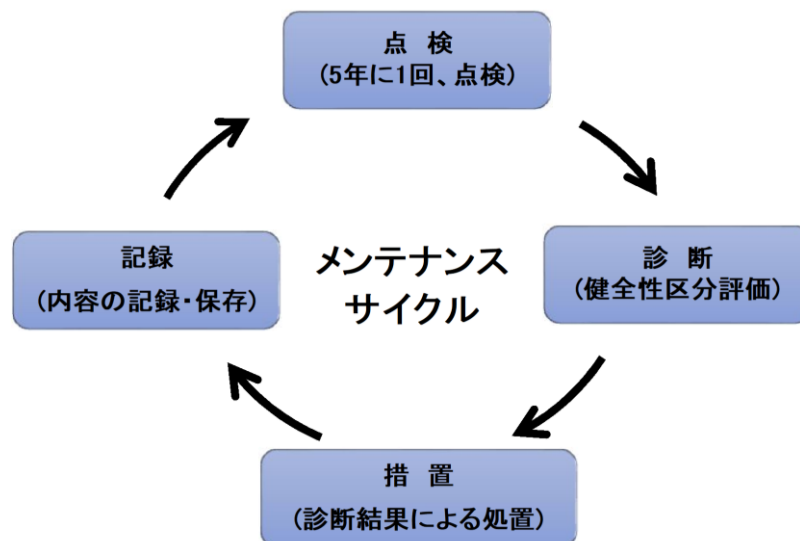 点 検
(5年に1回、点検)
記録
(内容の記録・保存)
メンテナンス
サイクル
診 断
(健全性区分評価)
措 置
(診断結果による処置)